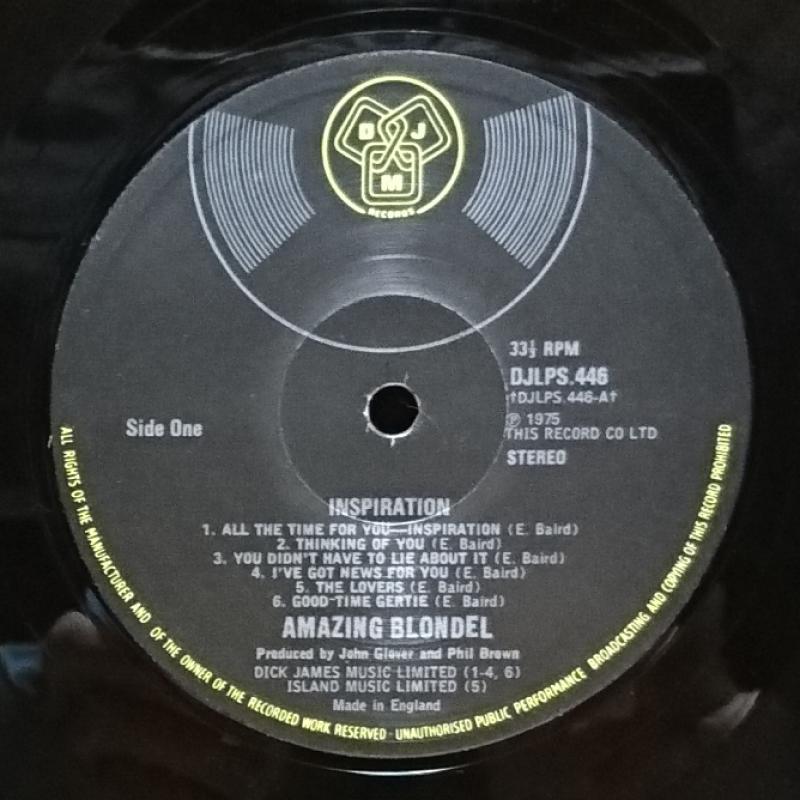 D J
M
RECORDS
33⅓ RPM
DJLPS.446
†DJLPS.446-A†
℗ 1975
THIS RECORD CO LTD
STEREO
Side One
INSPIRATION
1. ALL THE TIME FOR YOU—INSPIRATION (E. Baird)
2. THINKING OF YOU (E. Baird)
3. YOU DIDN'T HAVE TO LIE ABOUT IT (E. Baird)
4. I'VE GOT NEWS FOR YOU (E. Baird)
5. THE LOVERS (E. Baird)
6. GOOD-TIME GERTIE (E. Baird)
AMAZING BLONDEL
Produced by John Glover and Phil Brown
DICK JAMES MUSIC LIMITED (1-4, 6)
ISLAND MUSIC LIMITED (5)
Made in England
ALL RIGHTS OF THE MANUFACTURER AND OF THE OWNER OF THE RECORDED WORK RESERVED · UNAUTHORISED PUBLIC PERFORMANCE BROADCASTING AND COPYING OF THIS RECORD PROHIBITED